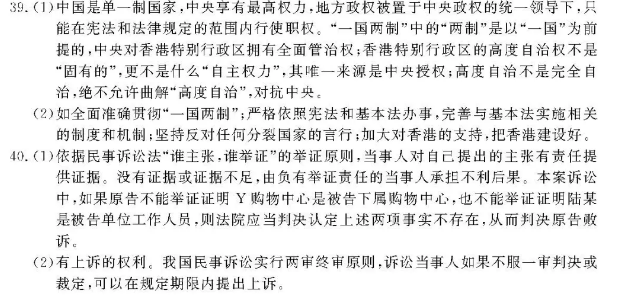 39.(1)中国是单一制国家,中央享有最高权力,地方政权被置于中央政权的统一领导下,只
能在宪法和法律规定的范围内行使职权。“一国两制”中的“两制”是以“一国”为前
提的,中央对香港特别行政区拥有全面管治权;香港特别行政区的高度自治权不是
“固有的”,更不是什么“自主权力”,其唯一来源是中央授权;高度自治不是完全自
治,绝不允许曲解“高度自治”,对抗中央。
(2)如全面准确贯彻“一国两制”;严格依照宪法和基本法办事,完善与基本法实施相关
的制度和机制;坚持反对任何分裂国家的言行;加大对香港的支持,把香港建设好。
40.(1)依据民事诉讼法“谁主张,谁举证”的举证原则,当事人对自己提出的主张有责任提
供证据。没有证据或证据不足,由负有举证责任的当事人承担不利后果。本案诉讼
中,如果原告不能举证证明 Y 购物中心是被告下属购物中心,也不能举证证明陆某
是被告单位工作人员,则法院应当判决认定上述两项事实不存在,从而判决原告败
诉。
(2)有上诉的权利。我国民事诉讼实行两审终审原则,诉讼当事人如果不服一审判决或
裁定,可以在规定期限内提出上诉。